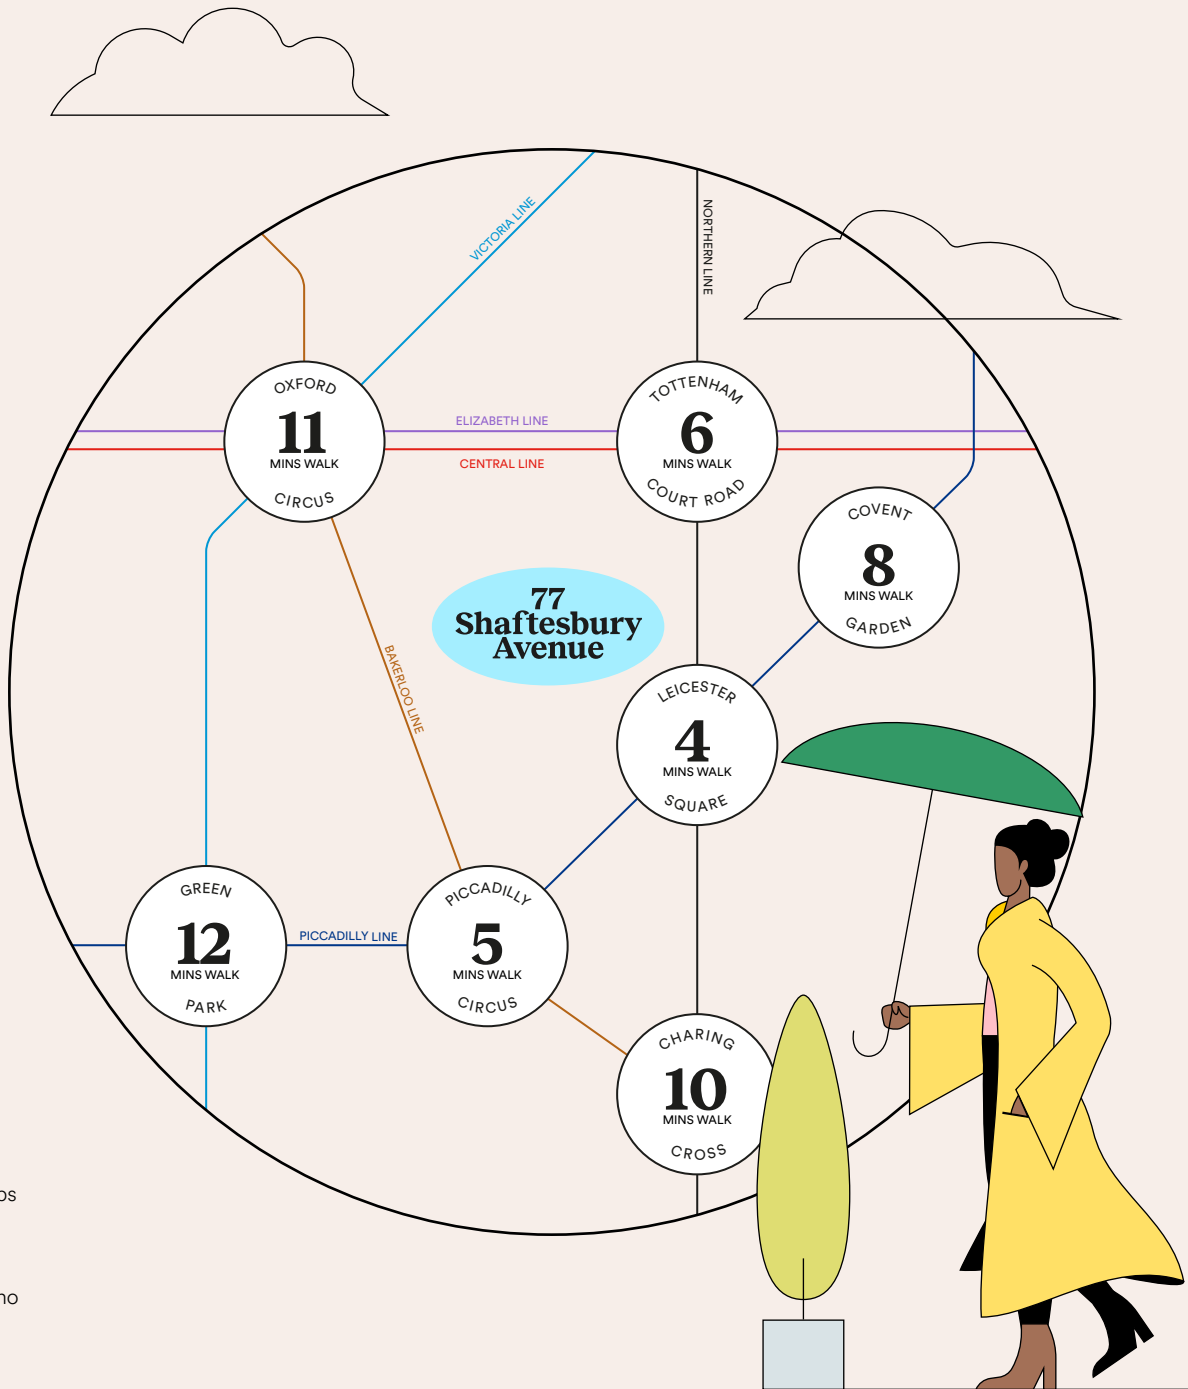 VICTORIA LINE
NORTHERN LINE
OXFORD
11
MINS WALK
CIRCUS
ELIZABETH LINE
CENTRAL LINE
TOTTENHAM
6
MINS WALK
COURT ROAD
COVENT
8
MINS WALK
GARDEN
77
Shaftesbury
Avenue
BAKERLOO LINE
LEICESTER
4
MINS WALK
SQUARE
GREEN
12
MINS WALK
PARK
PICCADILLY LINE
PICCADILLY
5
MINS WALK
CIRCUS
CHARING
10
MINS WALK
CROSS